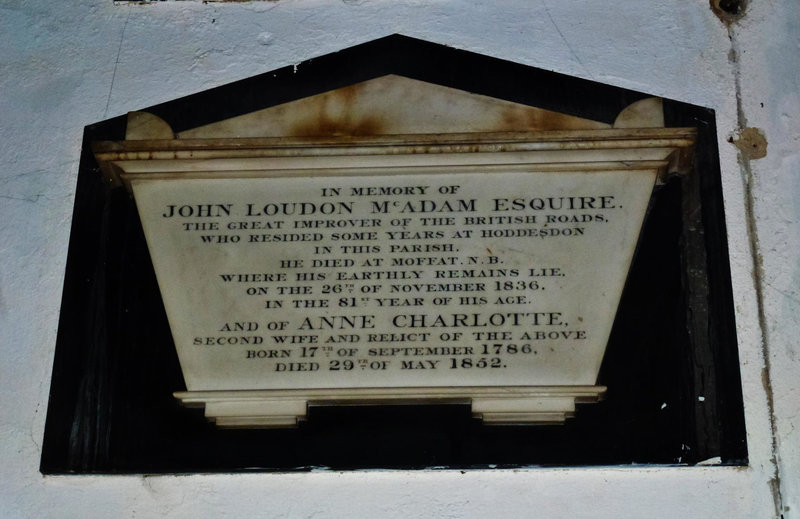 IN MEMORY OF
JOHN LOUDON McADAM ESQUIRE.
THE GREAT IMPROVER OF THE BRITISH ROADS,
WHO RESIDED SOME YEARS AT HODDESDON
IN THIS PARISH.
HE DIED AT MOFFAT. N.B.
WHERE HIS EARTHLY REMAINS LIE,
ON THE 26TH OF NOVEMBER 1836.
IN THE 81ST YEAR OF HIS AGE.
AND OF ANNE CHARLOTTE,
SECOND WIFE AND RELICT OF THE ABOVE
BORN 17TH OF SEPTEMBER 1786,
DIED 29TH OF MAY 1852.